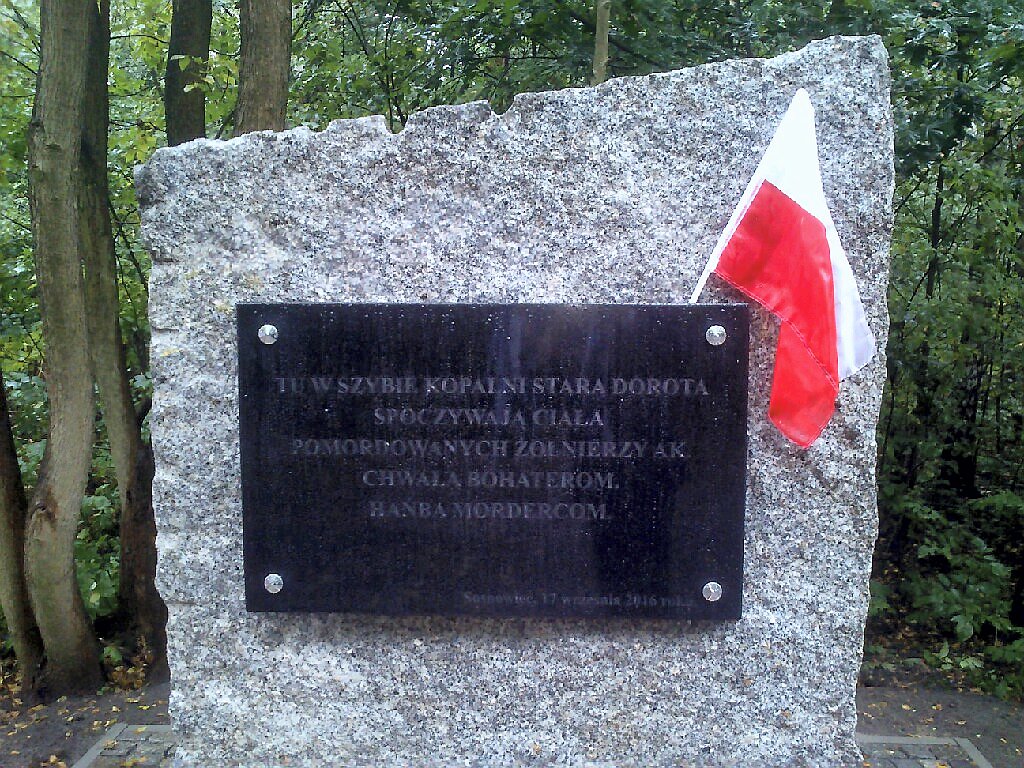 TU W SZYBIE KOPALNI STARA DOROTA
SPOCZYWAJĄ CIAŁA
POMORDOWANYCH ŻOŁNIERZY AK.
CHWAŁA BOHATEROM.
HAŃBA MORDERCOM.
Sosnowiec, 17 września 2016 roku